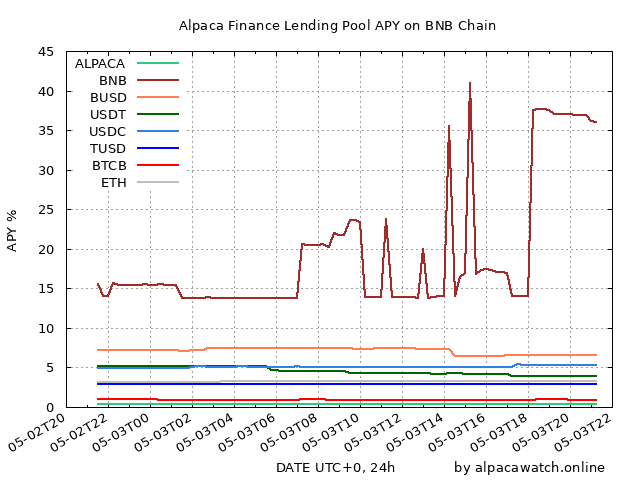 Alpaca Finance Lending Pool APY on BNB Chain
APY %
45
40
35
30
25
20
15
10
5
0
ALPACA
BNB
BUSD
USDT
USDC
TUSD
BTCB
ETH
05-02T20
05-02T22
05-03T00
05-03T02
05-03T04
05-03T06
05-03T08
05-03T10
05-03T12
05-03T14
05-03T16
05-03T18
05-03T20
05-03T22
DATE UTC+0, 24h
by alpacawatch.online